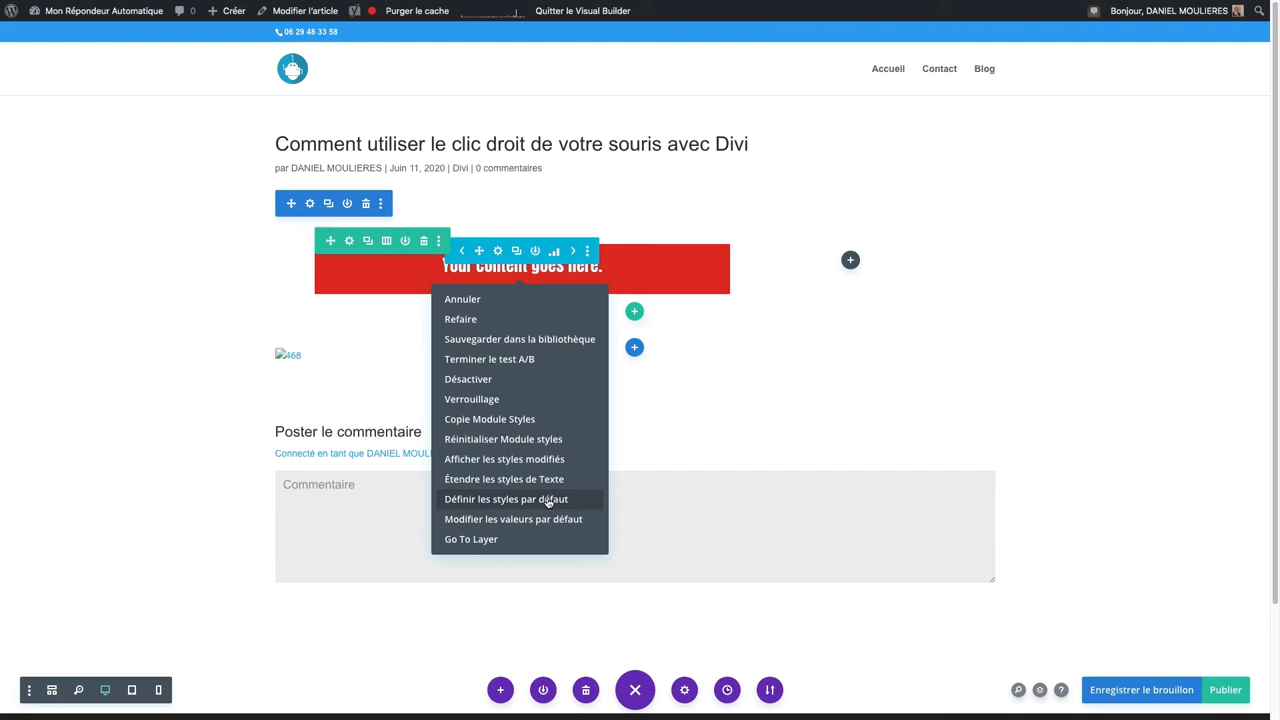 Mon Répondeur Automatique 0 Créer Modifier l'article Purger le cache Quitter le Visual Builder Bonjour, DANIEL MOULIERES
06 29 48 33 58
Accueil Contact Blog
Comment utiliser le clic droit de votre souris avec Divi
par DANIEL MOULIERES | Juin 11, 2020 | Divi | 0 commentaires
Your content goes here.
Annuler
Refaire
Sauvegarder dans la bibliothèque
468
Terminer le test A/B
Désactiver
Verrouillage
Copie Module Styles
Poster le commentaire
Réinitialiser Module styles
Connecté en tant que DANIEL MOULI
Afficher les styles modifiés
Étendre les styles de Texte
Commentaire
Définir les styles par défaut
Modifier les valeurs par défaut
Go To Layer
Enregistrer le brouillon Publier